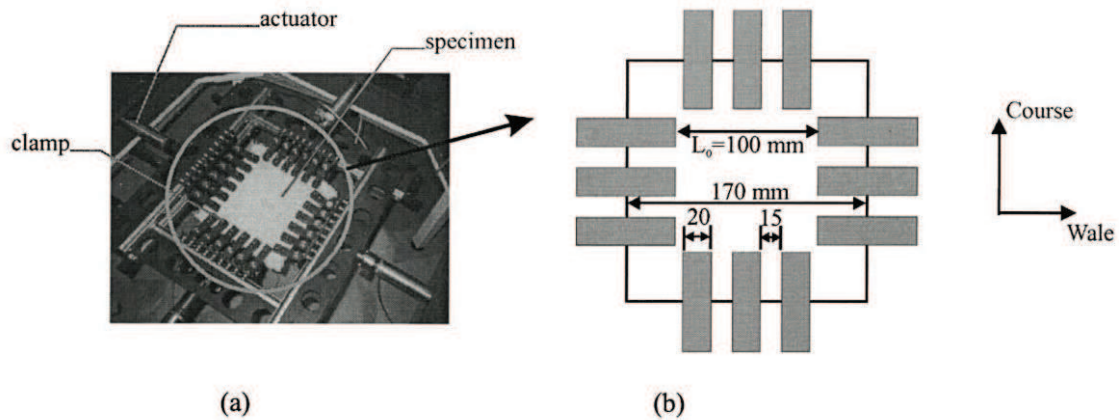 actuator
specimen
clamp
L₀=100 mm
170 mm
20
15
Course
Wale
(a)
(b)